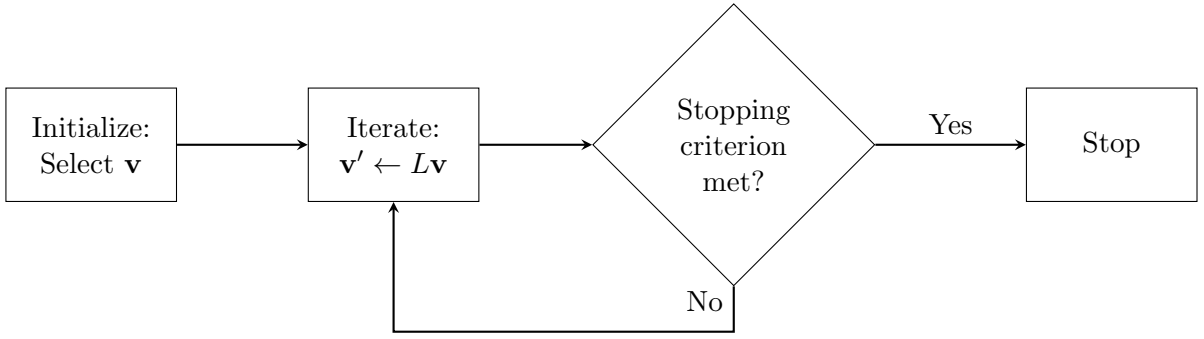 Initialize:
Select v
Iterate:
v′ ← Lv
Stopping
criterion
met?
Yes
Stop
No